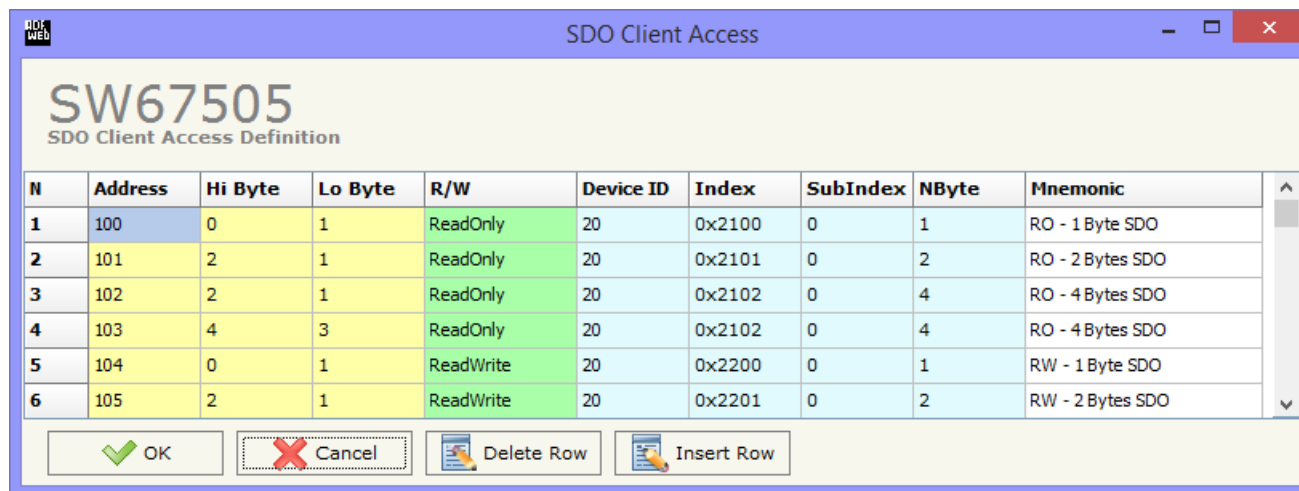 ADF
WEB
SDO Client Access
SW67505
SDO Client Access Definition
N Address Hi Byte Lo Byte R/W Device ID Index SubIndex NByte Mnemonic
1 100 0 1 ReadOnly 20 0x2100 0 1 RO - 1 Byte SDO
2 101 2 1 ReadOnly 20 0x2101 0 2 RO - 2 Bytes SDO
3 102 2 1 ReadOnly 20 0x2102 0 4 RO - 4 Bytes SDO
4 103 4 3 ReadOnly 20 0x2102 0 4 RO - 4 Bytes SDO
5 104 0 1 ReadWrite 20 0x2200 0 1 RW - 1 Byte SDO
6 105 2 1 ReadWrite 20 0x2201 0 2 RW - 2 Bytes SDO
OK Cancel Delete Row Insert Row